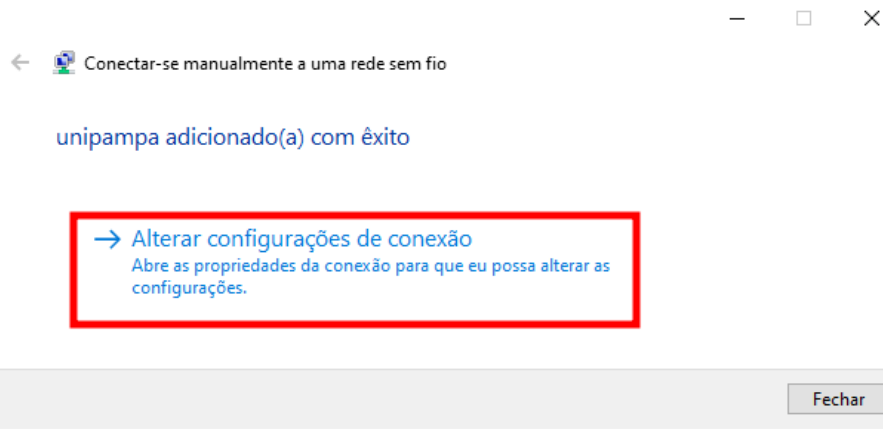 Conectar-se manualmente a uma rede sem fio
unipampa adicionado(a) com êxito
Alterar configurações de conexão
Abre as propriedades da conexão para que eu possa alterar as
configurações.
Fechar